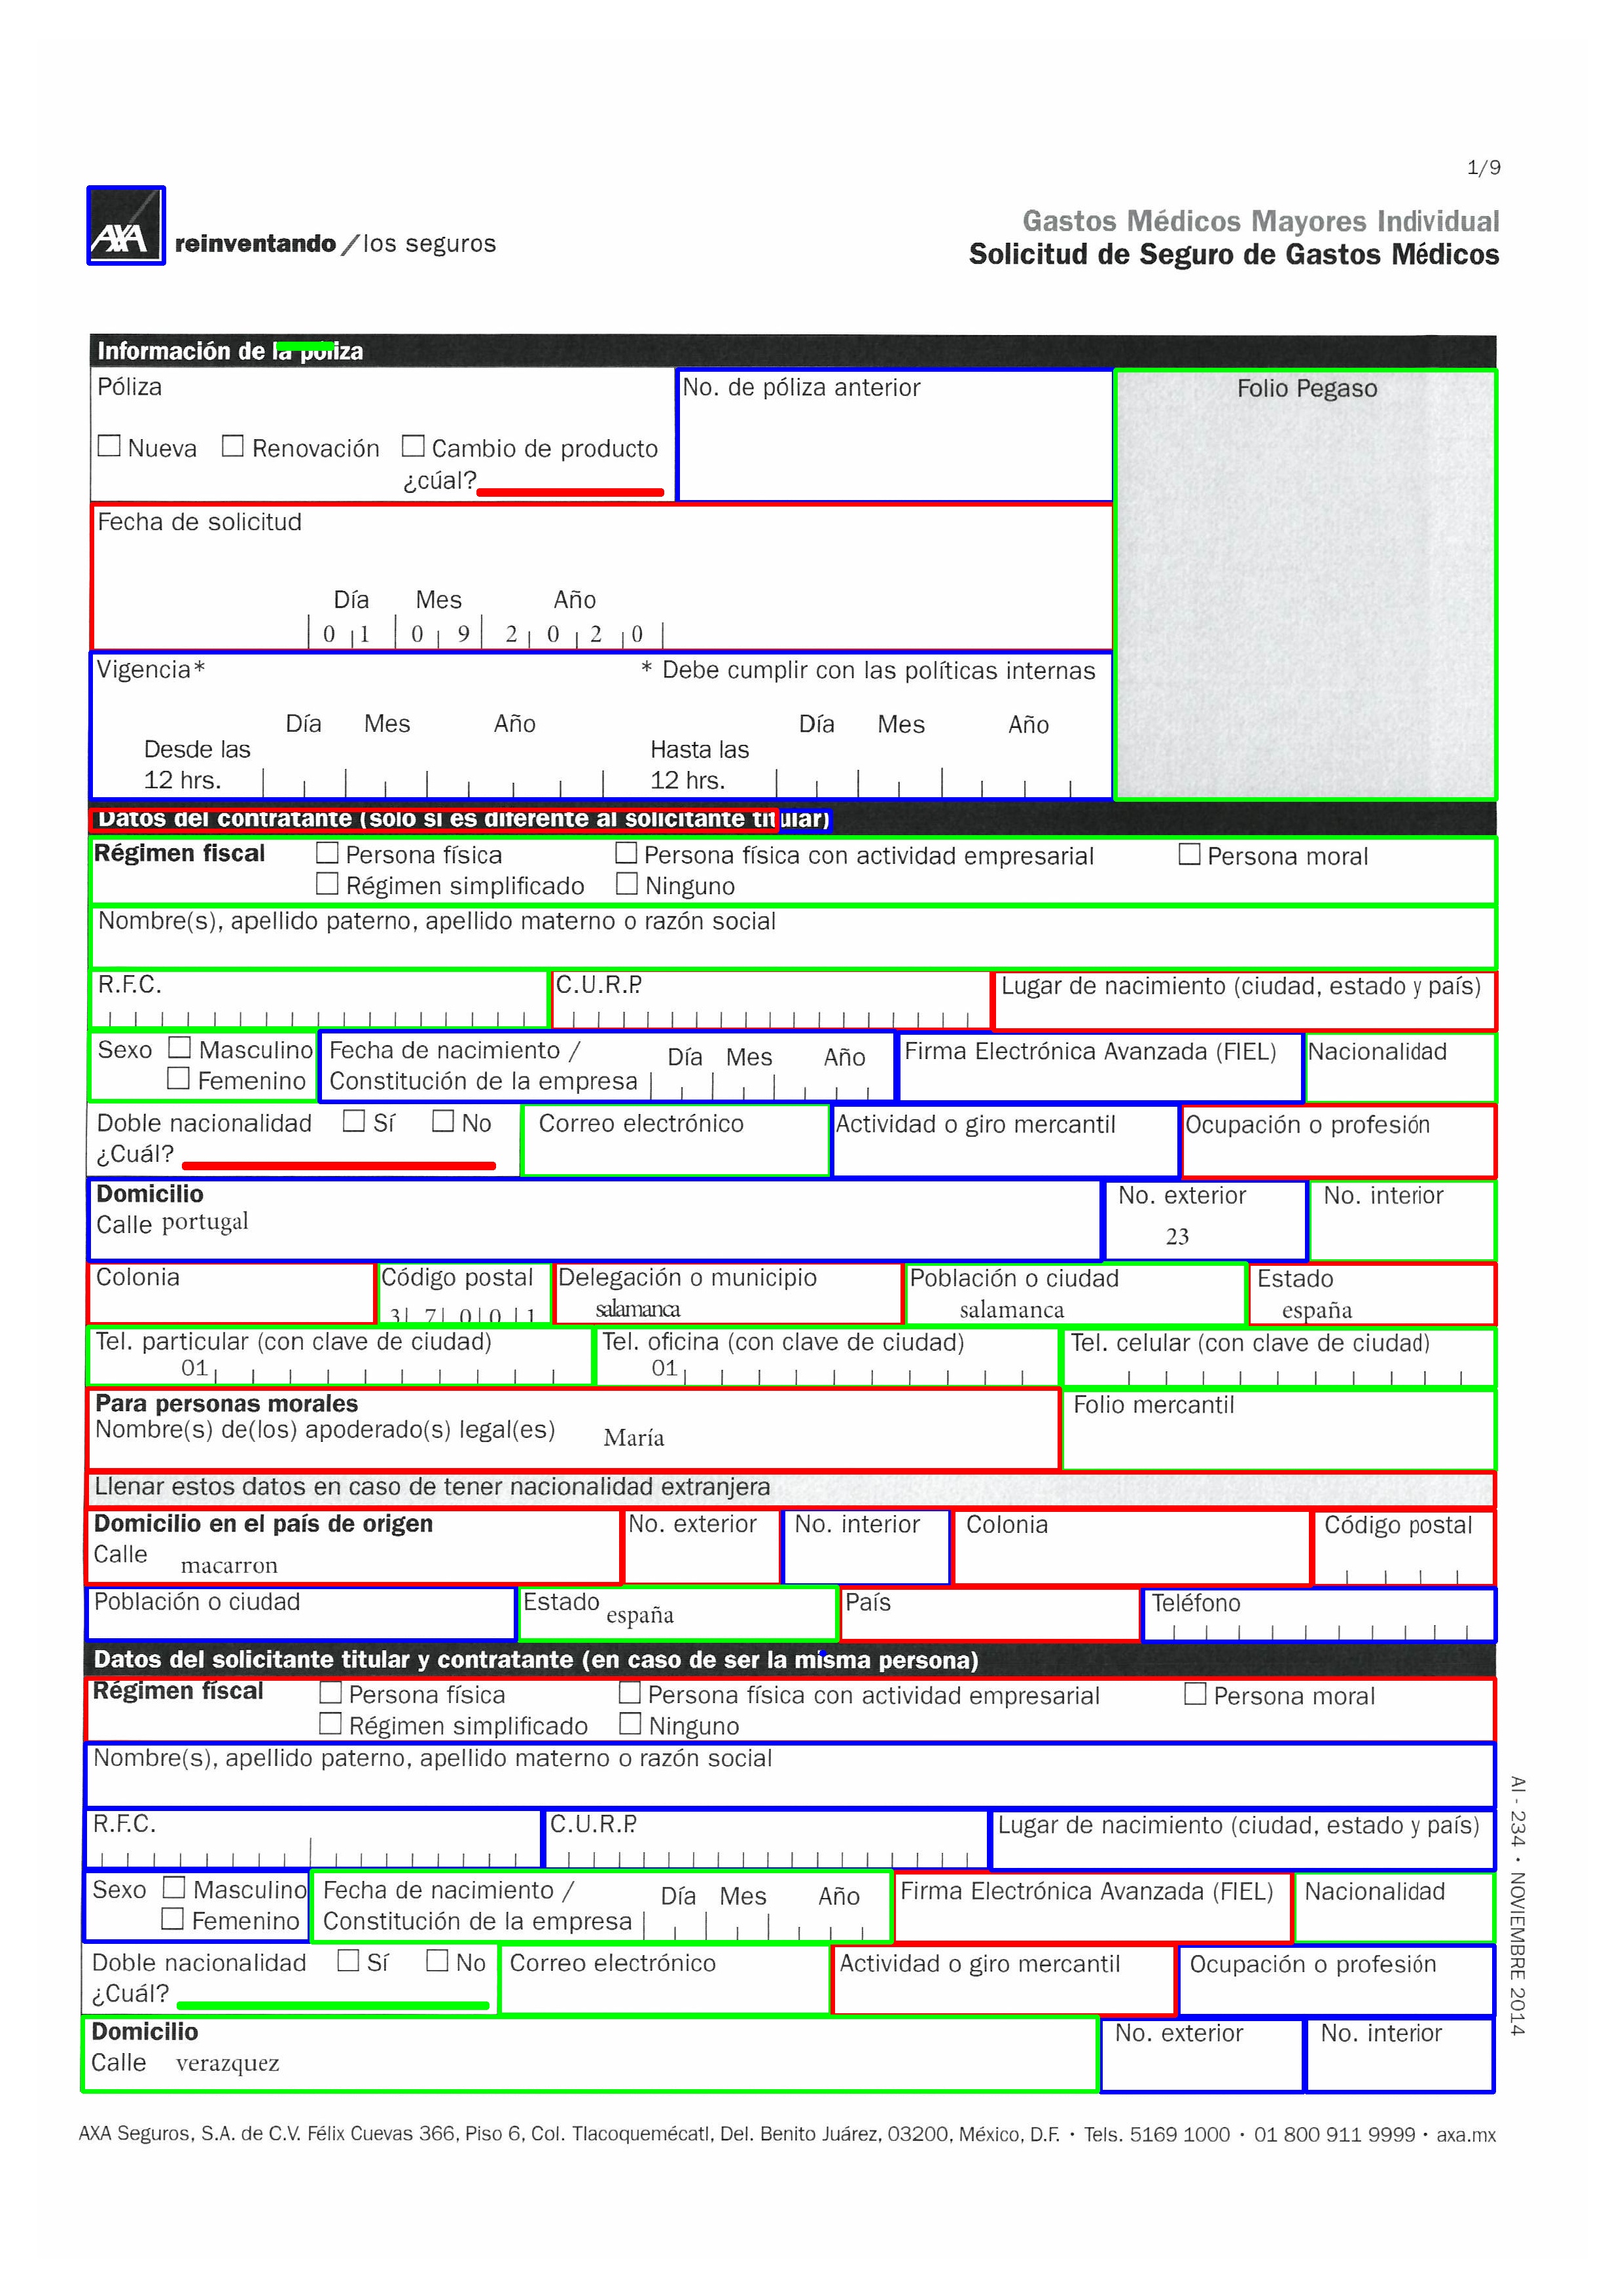 1/9
AXA reinventando / los seguros
Gastos Médicos Mayores Individual
Solicitud de Seguro de Gastos Médicos
Información de la póliza
Póliza
No. de póliza anterior
Folio Pegaso
Nueva Renovación Cambio de producto
¿cúal?
Fecha de solicitud
Día Mes Año
0 1 0 9 2 0 2 0
Vigencia* * Debe cumplir con las políticas internas
Día Mes Año Día Mes Año
Desde las Hasta las
12 hrs. 12 hrs.
Datos del contratante (solo si es diferente al solicitante titular)
Régimen fiscal Persona física Persona física con actividad empresarial Persona moral
Régimen simplificado Ninguno
Nombre(s), apellido paterno, apellido materno o razón social
R.F.C. C.U.R.P. Lugar de nacimiento (ciudad, estado y país)
Sexo Masculino Fecha de nacimiento / Día Mes Año Firma Electrónica Avanzada (FIEL) Nacionalidad
Femenino Constitución de la empresa
Doble nacionalidad Sí No Correo electrónico Actividad o giro mercantil Ocupación o profesión
¿Cuál?
Domicilio No. exterior No. interior
Calle portugal 23
Colonia Código postal Delegación o municipio Población o ciudad Estado
3 7 0 0 1 salamanca salamanca españa
Tel. particular (con clave de ciudad) Tel. oficina (con clave de ciudad) Tel. celular (con clave de ciudad)
01 01
Para personas morales Folio mercantil
Nombre(s) de(los) apoderado(s) legal(es) María
Llenar estos datos en caso de tener nacionalidad extranjera
Domicilio en el país de origen No. exterior No. interior Colonia Código postal
Calle macarron
Población o ciudad Estado españa País Teléfono
Datos del solicitante titular y contratante (en caso de ser la misma persona)
Régimen fiscal Persona física Persona física con actividad empresarial Persona moral
Régimen simplificado Ninguno
Nombre(s), apellido paterno, apellido materno o razón social
R.F.C. C.U.R.P. Lugar de nacimiento (ciudad, estado y país)
Sexo Masculino Fecha de nacimiento / Día Mes Año Firma Electrónica Avanzada (FIEL) Nacionalidad
Femenino Constitución de la empresa
Doble nacionalidad Sí No Correo electrónico Actividad o giro mercantil Ocupación o profesión
¿Cuál?
Domicilio No. exterior No. interior
Calle verazquez
AI - 234 • NOVIEMBRE 2014
AXA Seguros, S.A. de C.V. Félix Cuevas 366, Piso 6, Col. Tlacoquemécatl, Del. Benito Juárez, 03200, México, D.F. • Tels. 5169 1000 • 01 800 911 9999 • axa.mx